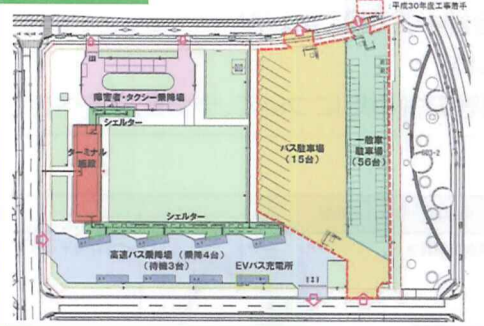 平成30年度工事着手
障害者・タクシー乗降場
シェルター
ターミナル
施設
バス駐車場
(15台)
一般車
駐車場
(56台)
シェルター
高速バス乗降場(乗降4台)
(待機3台)
EVバス充電所